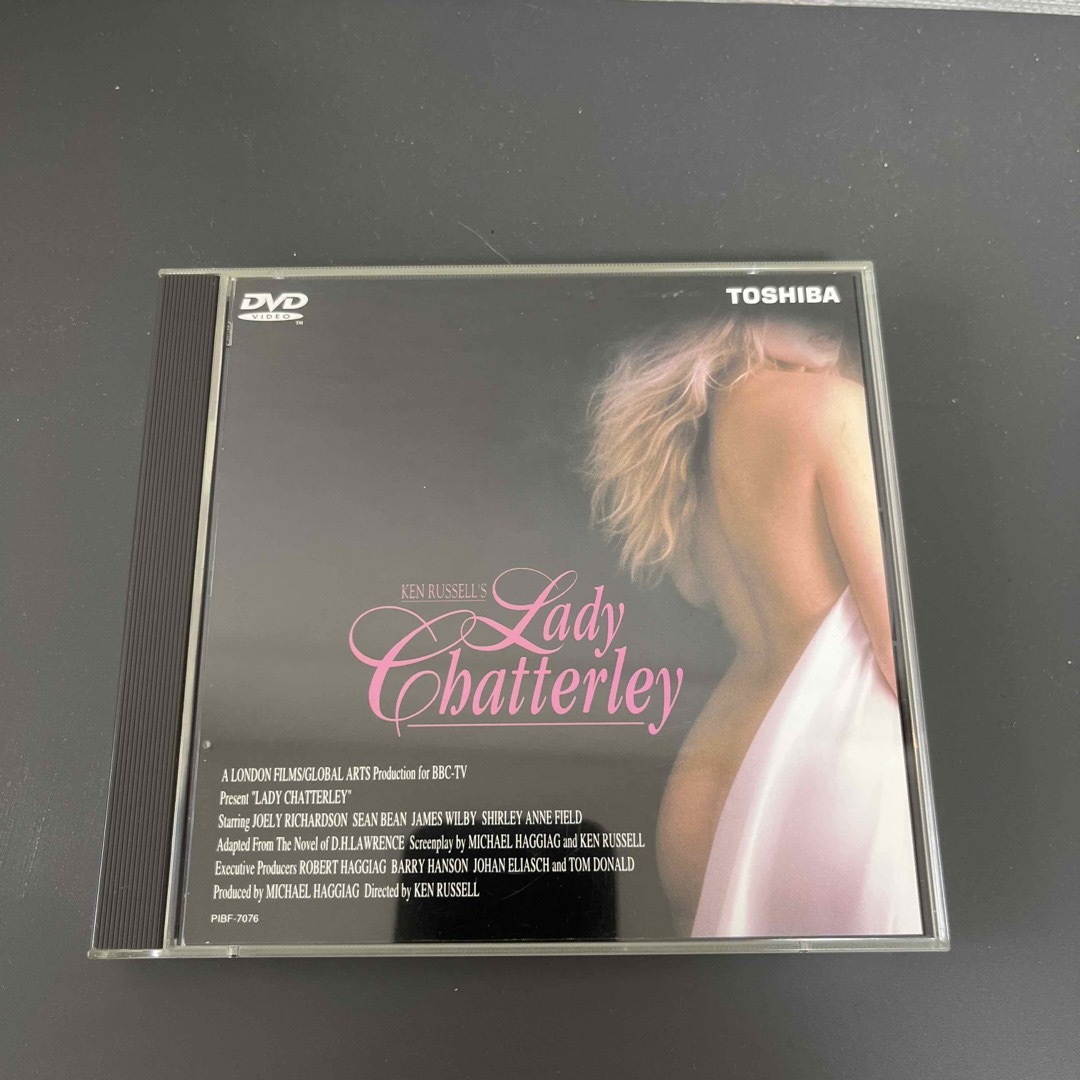 DVD
VIDEO
TM
TOSHIBA
KEN RUSSELL'S
Lady
Chatterley
A LONDON FILMS/GLOBAL ARTS Production for BBC-TV
Present "LADY CHATTERLEY"
Starring JOELY RICHARDSON SEAN BEAN JAMES WILBY SHIRLEY ANNE FIELD
Adapted From The Novel of D.H.LAWRENCE Screenplay by MICHAEL HAGGIAG and KEN RUSSELL
Executive Producers ROBERT HAGGIAG BARRY HANSON JOHAN ELIASCH and TOM DONALD
Produced by MICHAEL HAGGIAG Directed by KEN RUSSELL
PIBF-7076